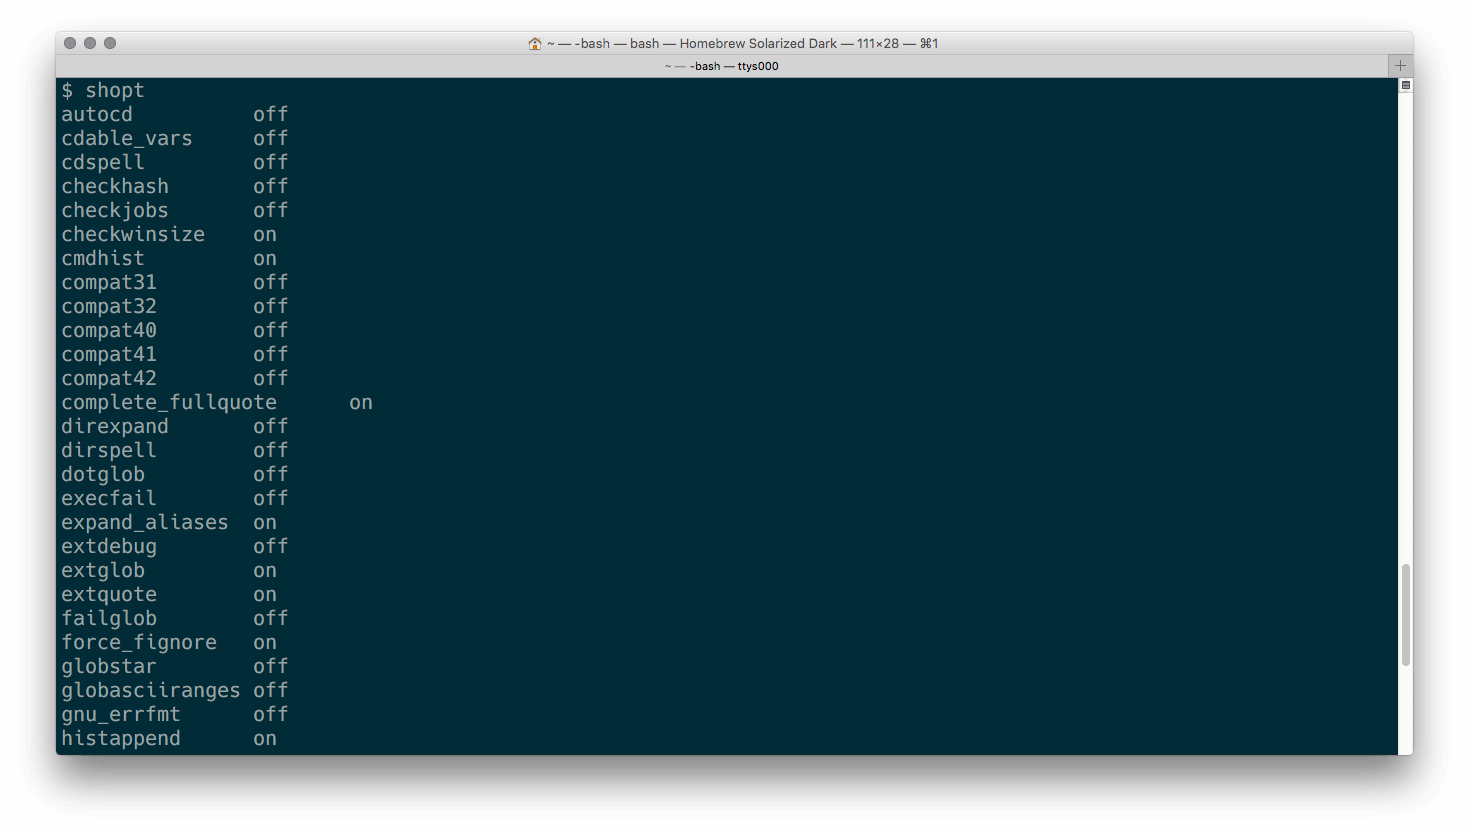 ~ — -bash — bash — Homebrew Solarized Dark — 111×28 — ⌘1
~ — -bash — ttys000
$ shopt
autocd          off
cdable_vars     off
cdspell         off
checkhash       off
checkjobs       off
checkwinsize    on
cmdhist         on
compat31        off
compat32        off
compat40        off
compat41        off
compat42        off
complete_fullquote      on
direxpand       off
dirspell        off
dotglob         off
execfail        off
expand_aliases  on
extdebug        off
extglob         on
extquote        on
failglob        off
force_fignore   on
globstar        off
globasciiranges off
gnu_errfmt      off
histappend      on